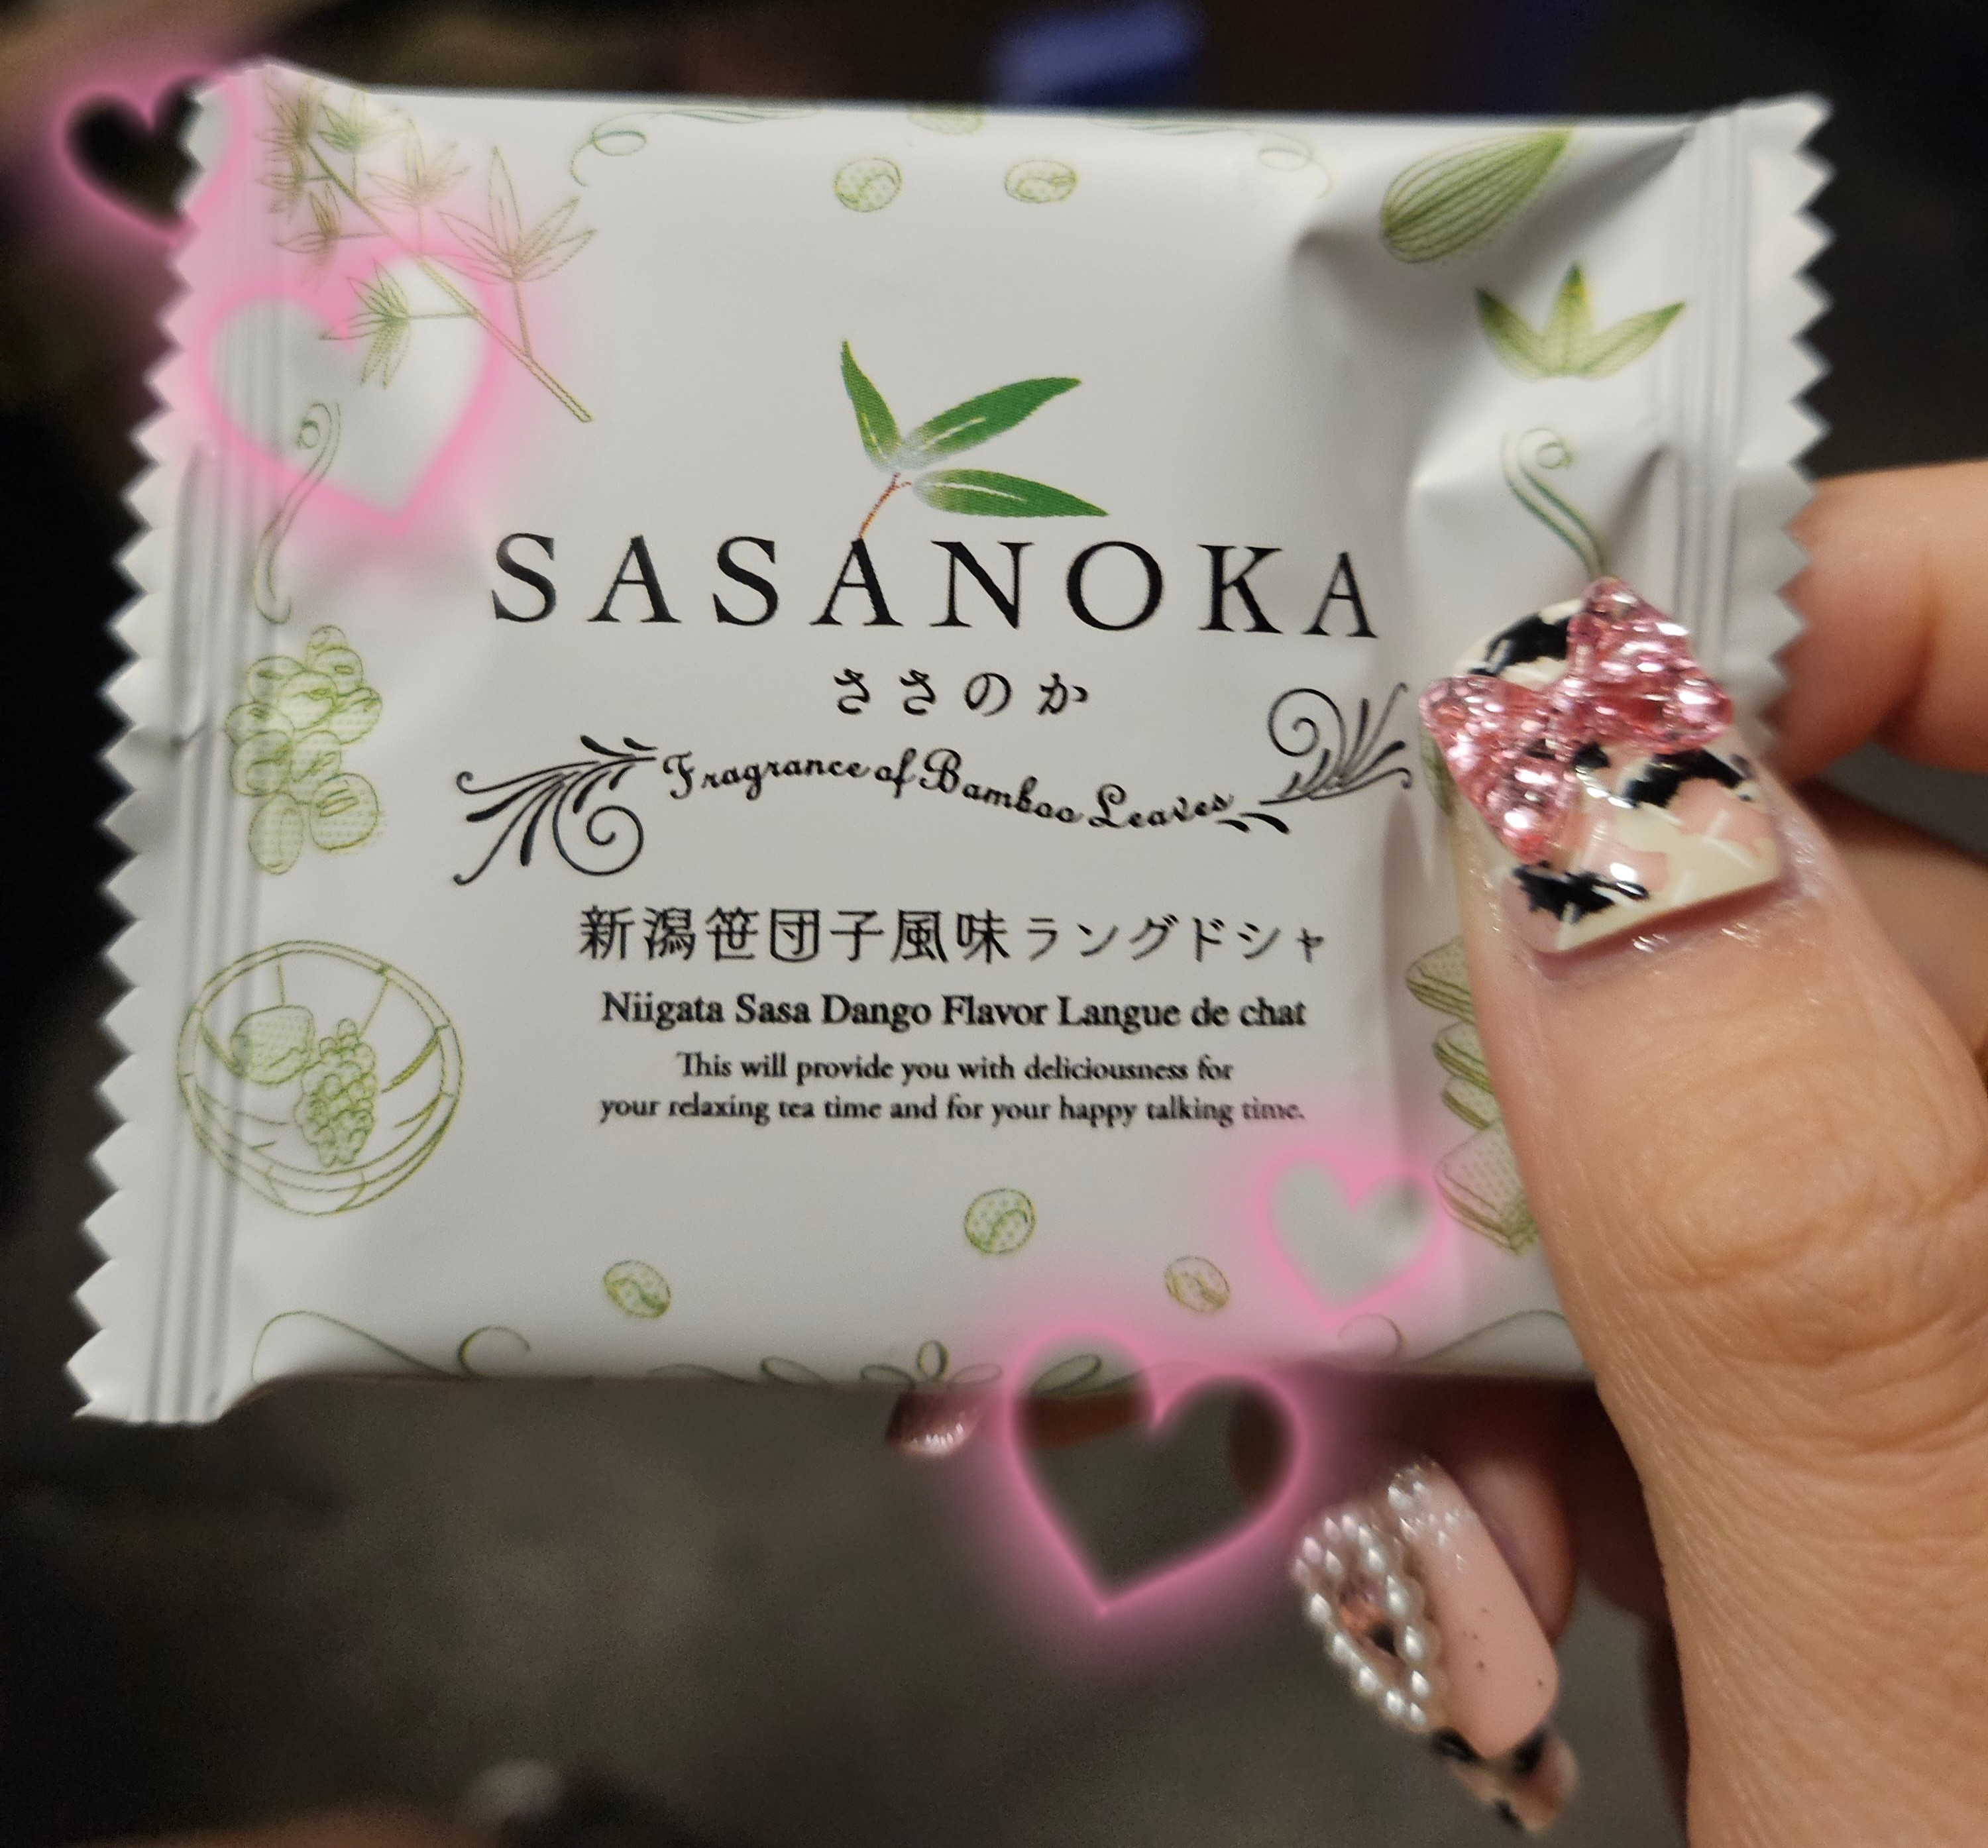 SASANOKA
ささのか
Fragrance of Bamboo Leaves
新潟笹団子風味ラングドシャ
Niigata Sasa Dango Flavor Langue de chat
This will provide you with deliciousness for
your relaxing tea time and for your happy talking time.